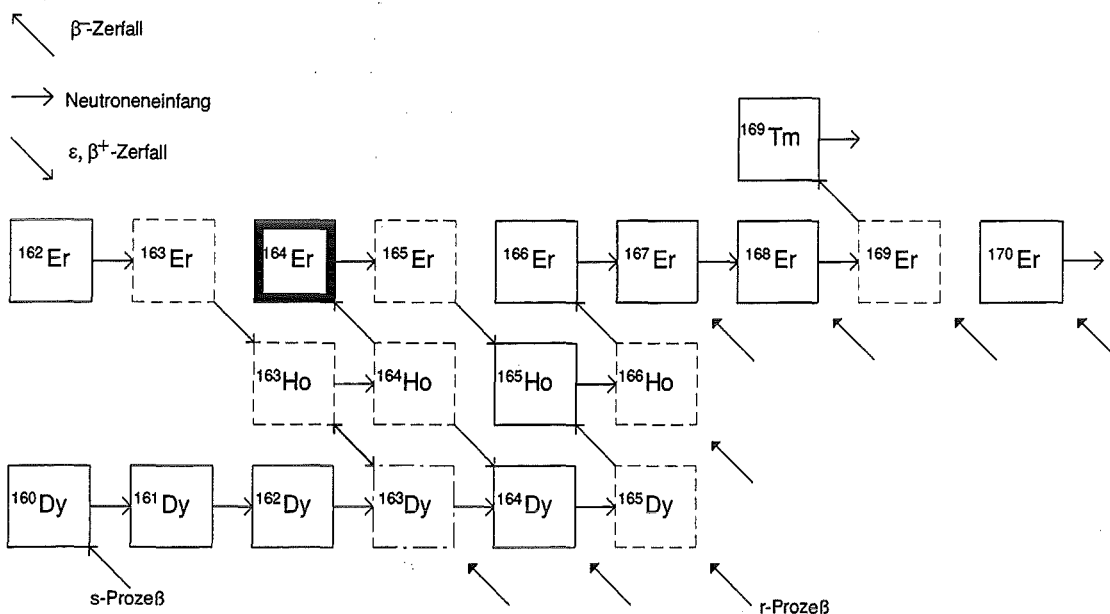 β⁻-Zerfall
Neutroneneinfang
ε, β⁺-Zerfall
¹⁶⁹Tm
¹⁶²Er ¹⁶³Er ¹⁶⁴Er ¹⁶⁵Er ¹⁶⁶Er ¹⁶⁷Er ¹⁶⁸Er ¹⁶⁹Er ¹⁷⁰Er
¹⁶³Ho ¹⁶⁴Ho ¹⁶⁵Ho ¹⁶⁶Ho
¹⁶⁰Dy ¹⁶¹Dy ¹⁶²Dy ¹⁶³Dy ¹⁶⁴Dy ¹⁶⁵Dy
s-Prozeß r-Prozeß